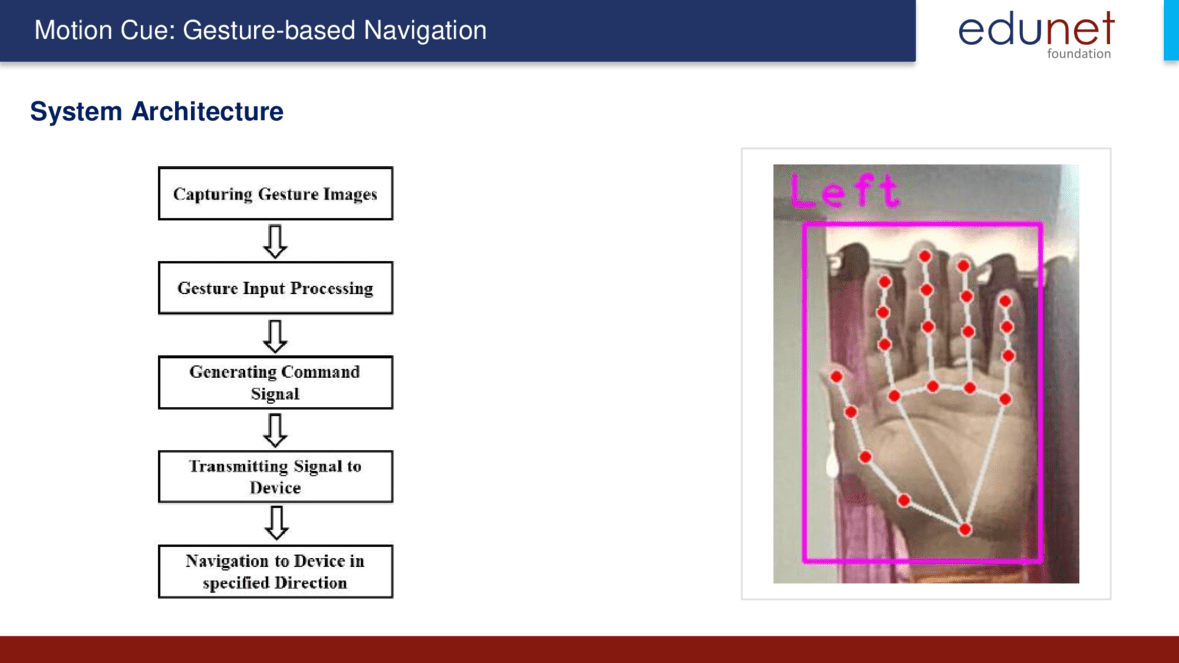 Motion Cue: Gesture-based Navigation
edunet
foundation
System Architecture
Capturing Gesture Images
Gesture Input Processing
Generating Command
Signal
Transmitting Signal to
Device
Navigation to Device in
specified Direction
Left